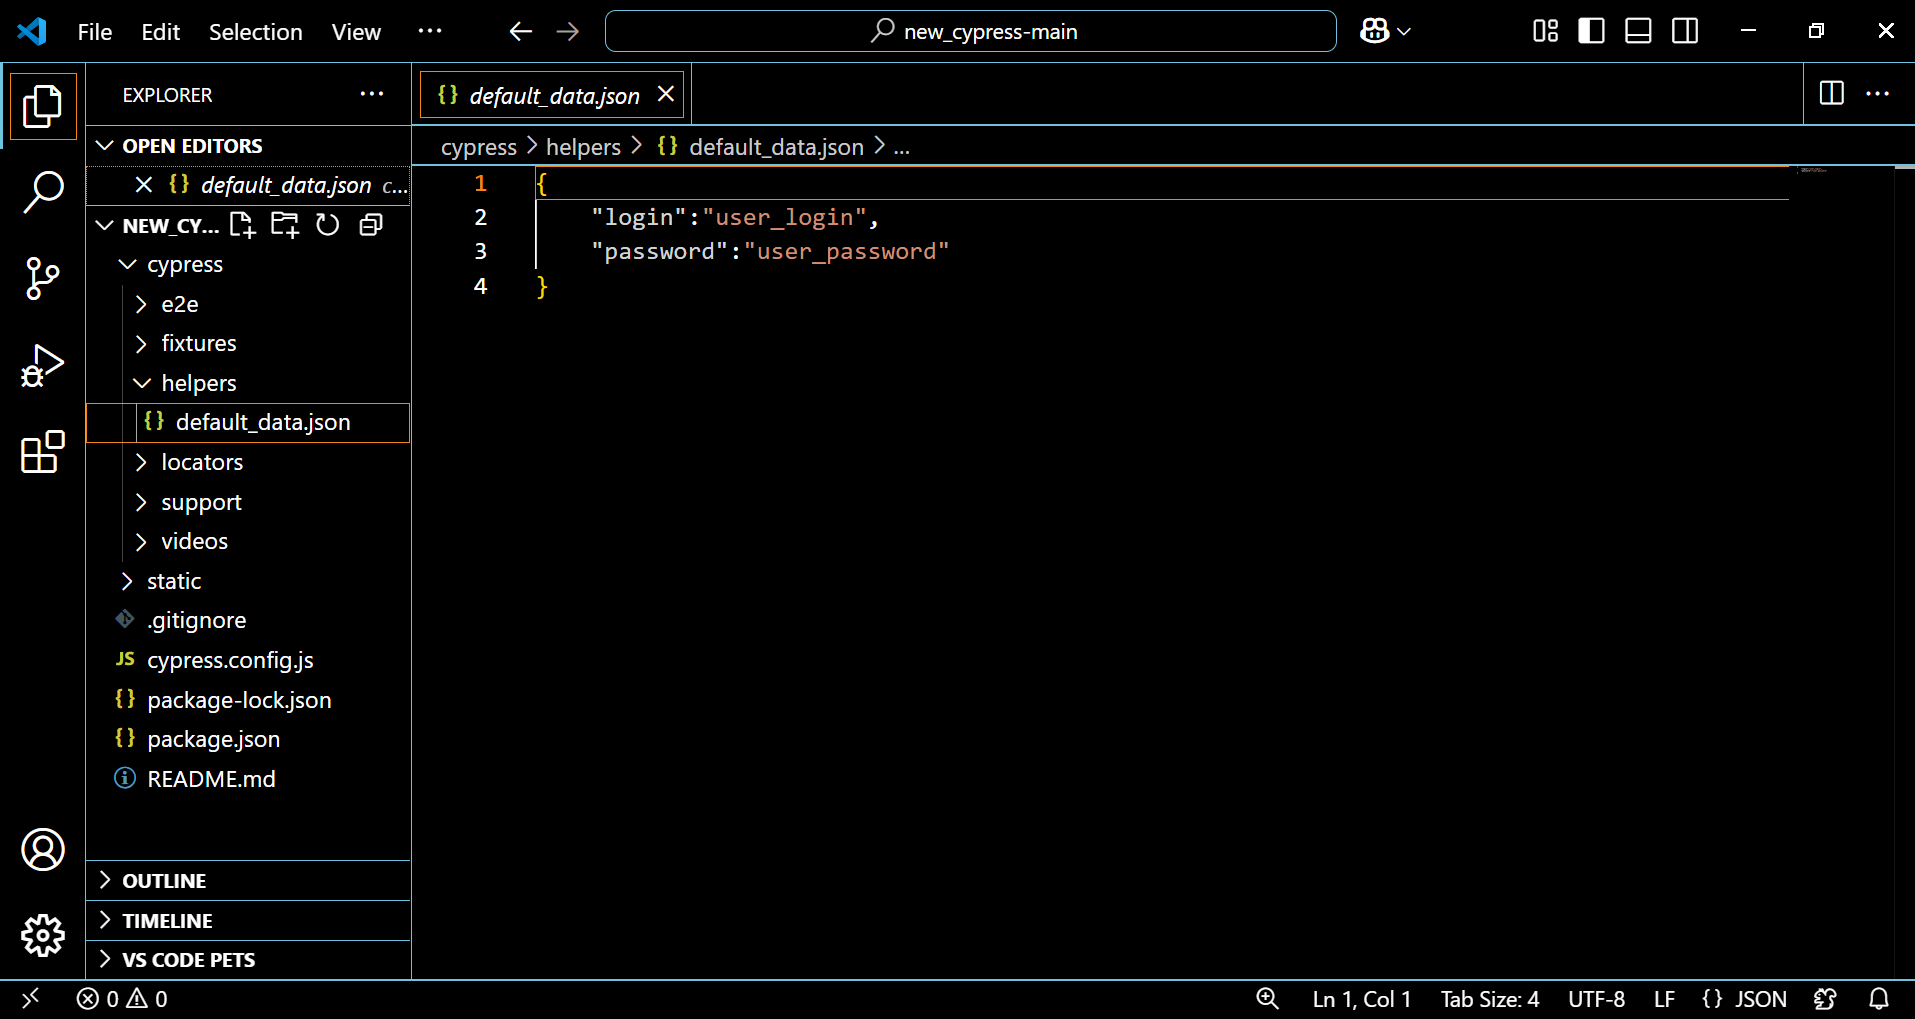 File Edit Selection View ...
new_cypress-main
EXPLORER
OPEN EDITORS
default_data.json c...
NEW_CY...
cypress
e2e
fixtures
helpers
default_data.json
locators
support
videos
static
.gitignore
JS cypress.config.js
{} package-lock.json
{} package.json
README.md
OUTLINE
TIMELINE
VS CODE PETS
{} default_data.json
cypress > helpers > {} default_data.json > ...
1 {
2 "login":"user_login",
3 "password":"user_password"
4 }
0 0
Ln 1, Col 1 Tab Size: 4 UTF-8 LF {} JSON